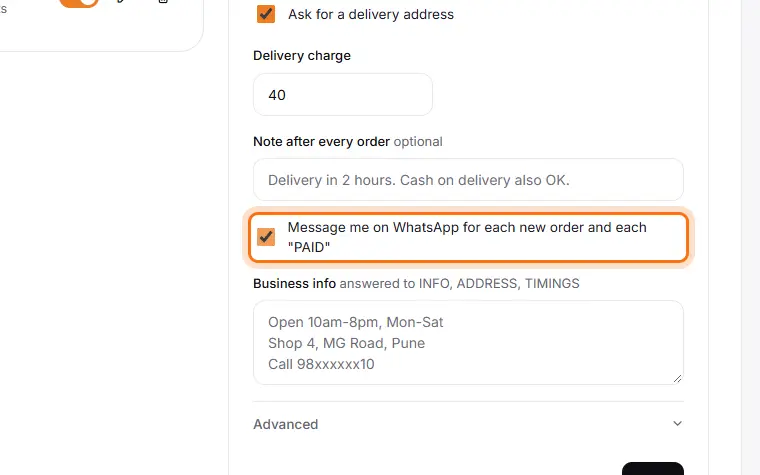 Ask for a delivery address
Delivery charge
40
Note after every order optional
Delivery in 2 hours. Cash on delivery also OK.
Message me on WhatsApp for each new order and each
"PAID"
Business info answered to INFO, ADDRESS, TIMINGS
Open 10am-8pm, Mon-Sat
Shop 4, MG Road, Pune
Call 98xxxxxx10
Advanced